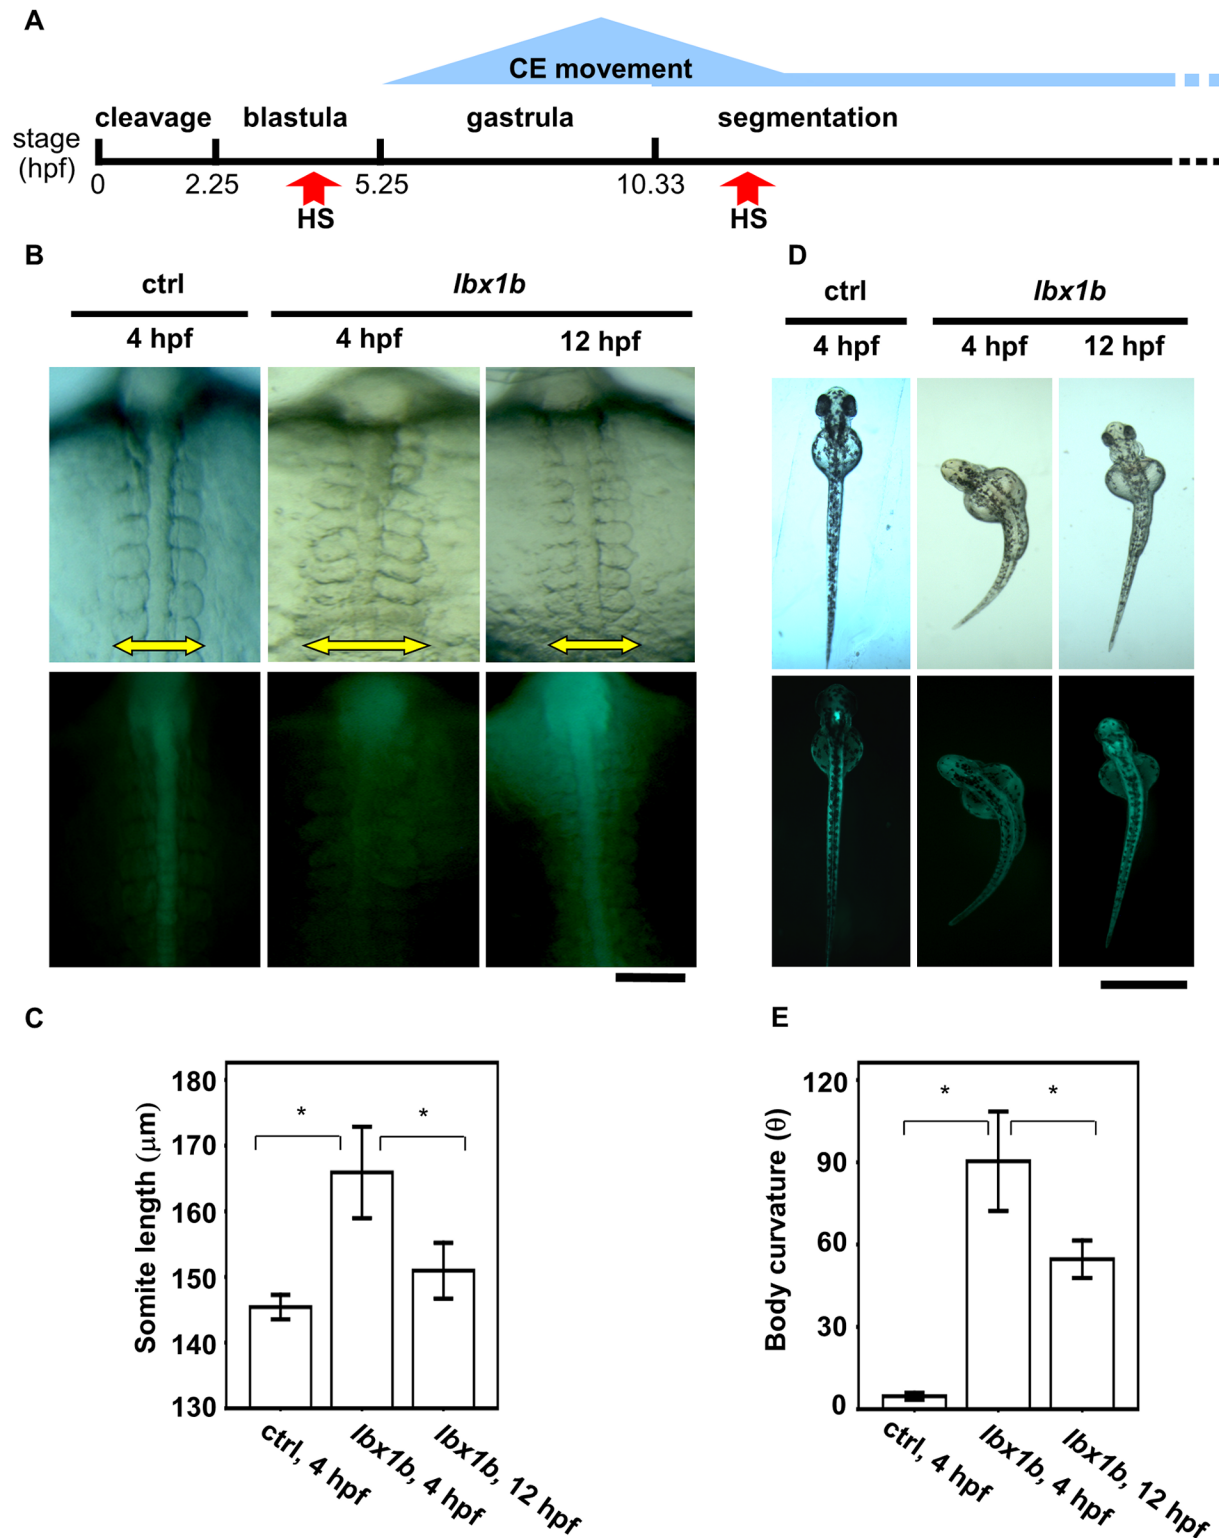 A
CE movement
cleavage blastula gastrula segmentation
stage
(hpf)
0 2.25 5.25 10.33
HS HS
B
ctrl lbx1b
4 hpf 4 hpf 12 hpf
D
ctrl lbx1b
4 hpf 4 hpf 12 hpf
C
Somite length (μm)
180
170
160
150
140
130
* *
ctrl, 4 hpf
lbx1b, 4 hpf
lbx1b, 12 hpf
E
Body curvature (θ)
120
90
60
30
0
* *
ctrl, 4 hpf
lbx1b, 4 hpf
lbx1b, 12 hpf